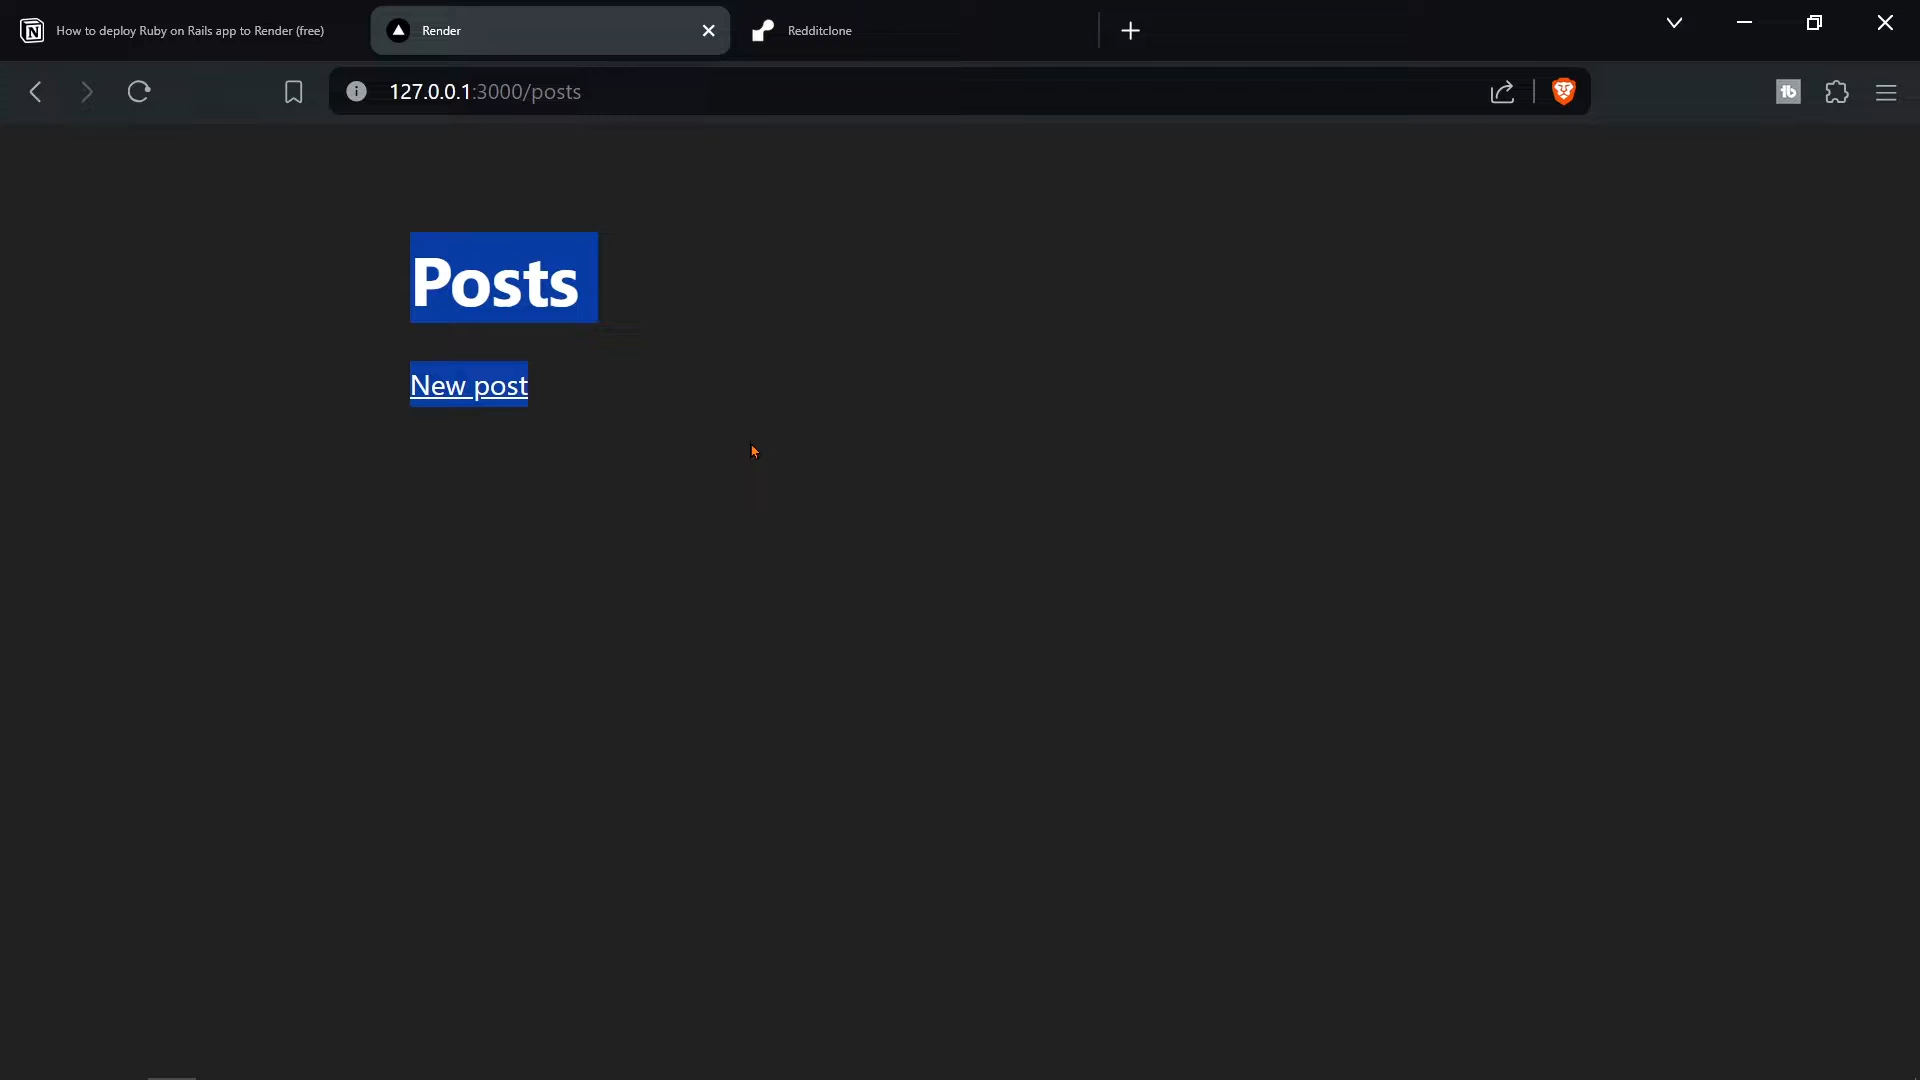 How to deploy Ruby on Rails app to Render (free)
Render
Redditclone
127.0.0.1:3000/posts
Posts
New post